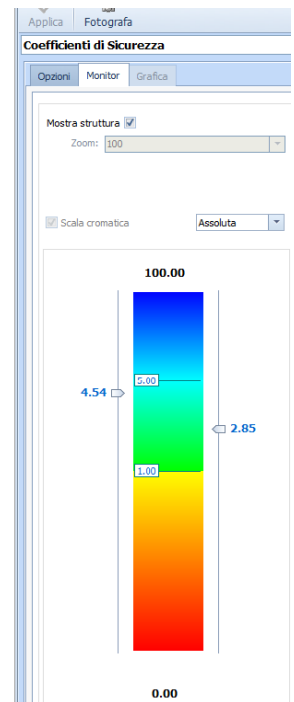 Applica Fotografa
Coefficienti di Sicurezza
Opzioni Monitor Grafica
Mostra struttura
Zoom: 100
Scala cromatica Assoluta
100.00
5.00
4.54
2.85
1.00
0.00